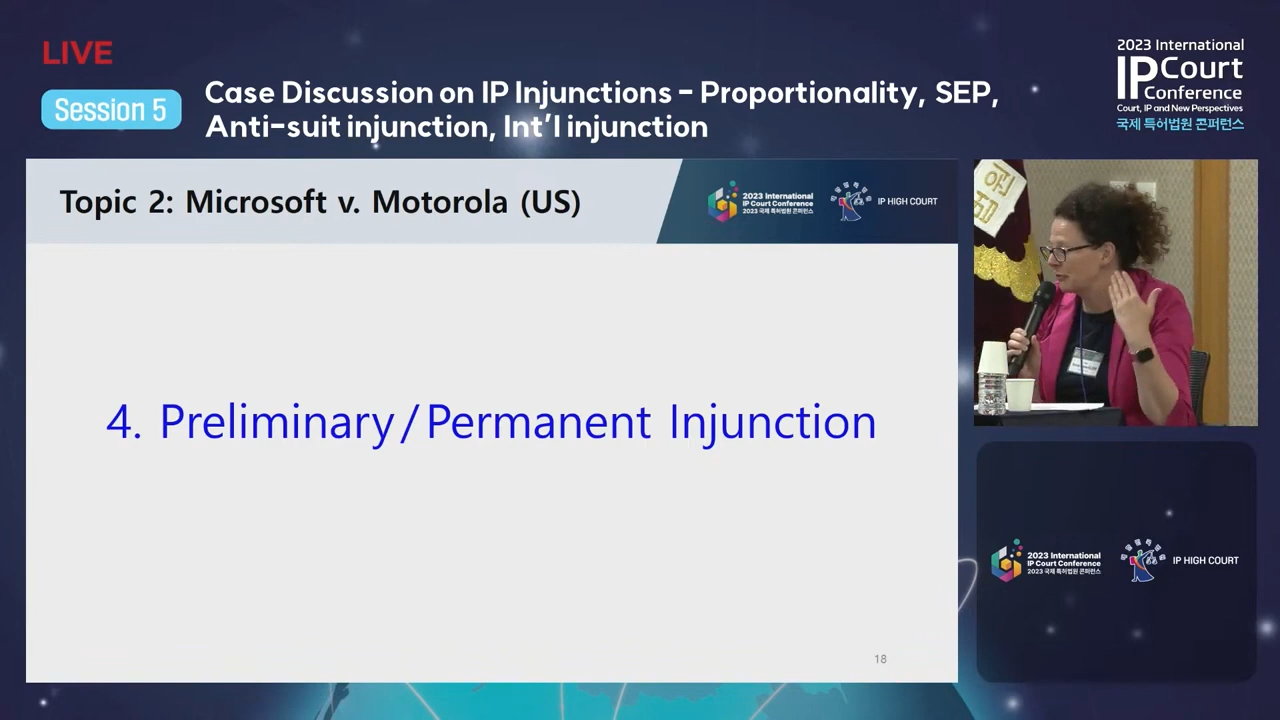 LIVE
Session 5
Case Discussion on IP Injunctions - Proportionality, SEP,
Anti-suit injunction, Int'l injunction
2023 International
IP Court
Conference
Court, IP and New Perspectives
국제 특허법원 콘퍼런스
Topic 2: Microsoft v. Motorola (US)
2023 International
IP Court Conference
2023 국제 특허법원 콘퍼런스
IP HIGH COURT
4. Preliminary/Permanent Injunction
18
2023 International
IP Court Conference
2023 국제 특허법원 콘퍼런스
IP HIGH COURT